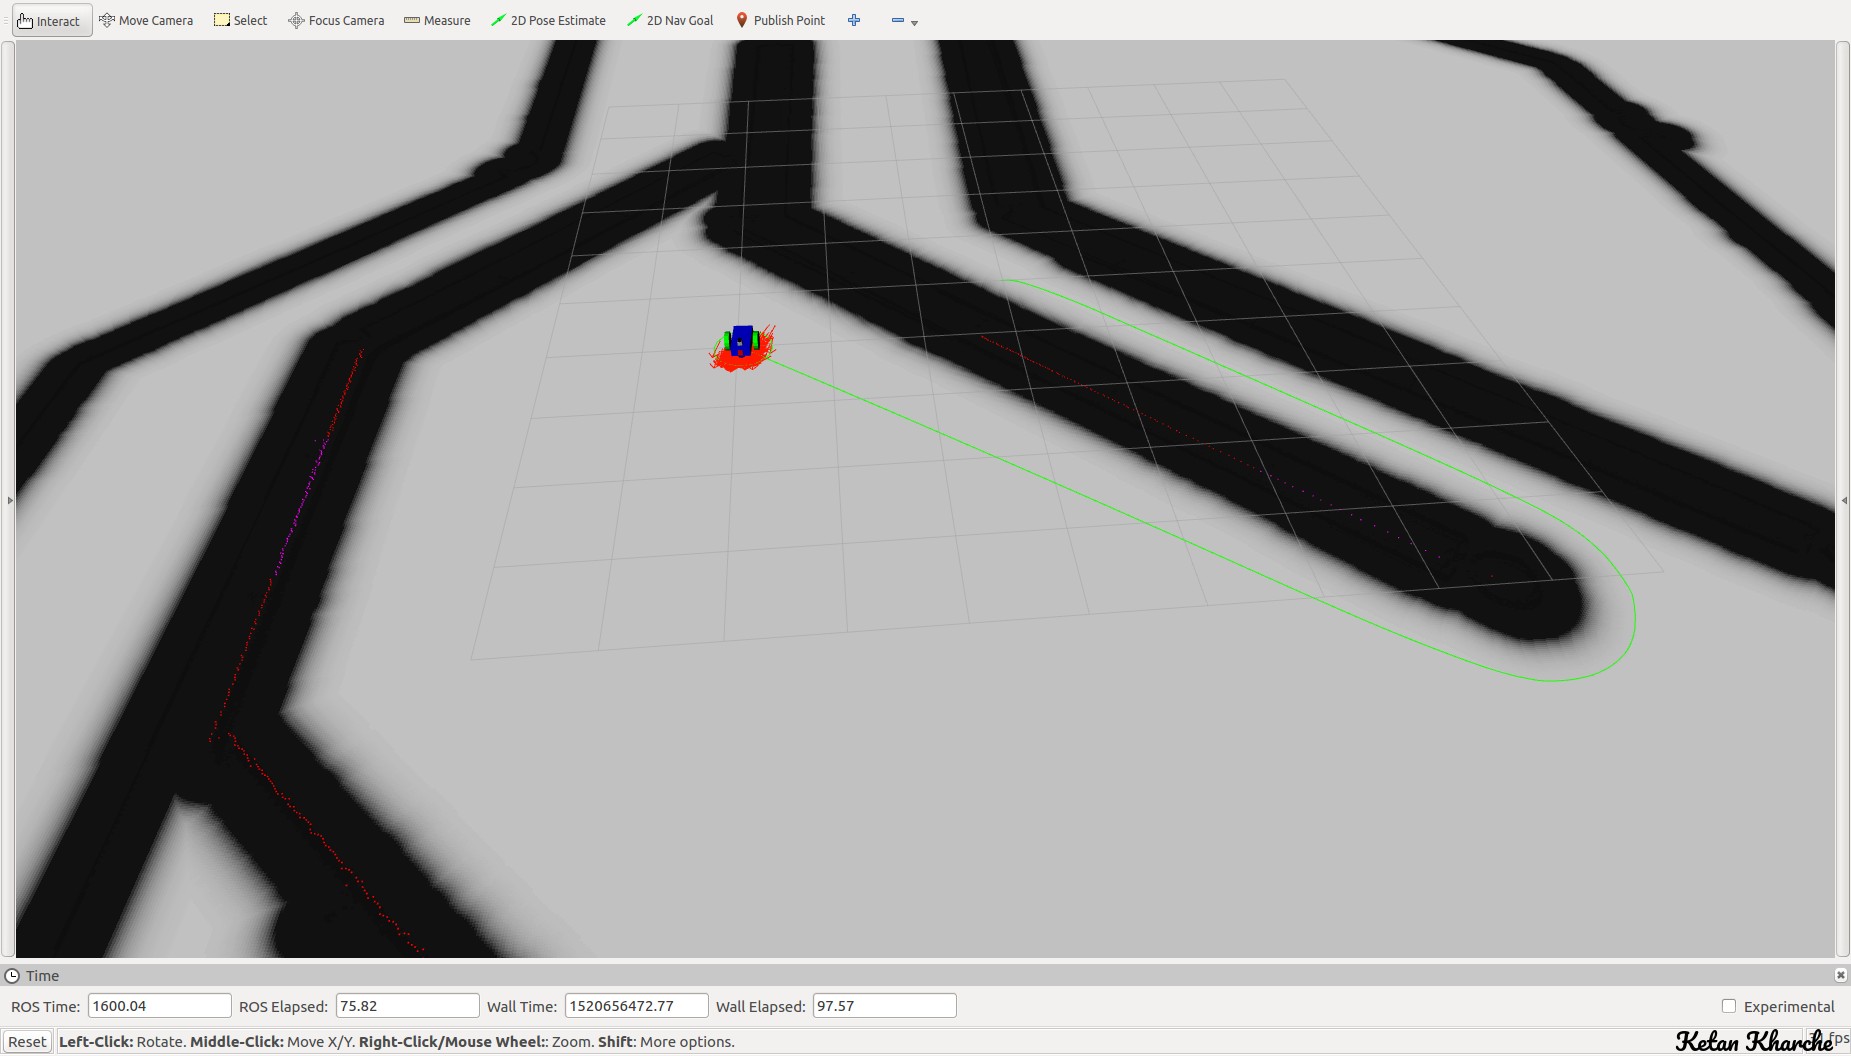 Interact Move Camera Select Focus Camera Measure 2D Pose Estimate 2D Nav Goal Publish Point
Time
ROS Time: 1600.04 ROS Elapsed: 75.82 Wall Time: 1520656472.77 Wall Elapsed: 97.57 Experimental
Reset Left-Click: Rotate. Middle-Click: Move X/Y. Right-Click/Mouse Wheel:: Zoom. Shift: More options. fps
Ketan Kharche